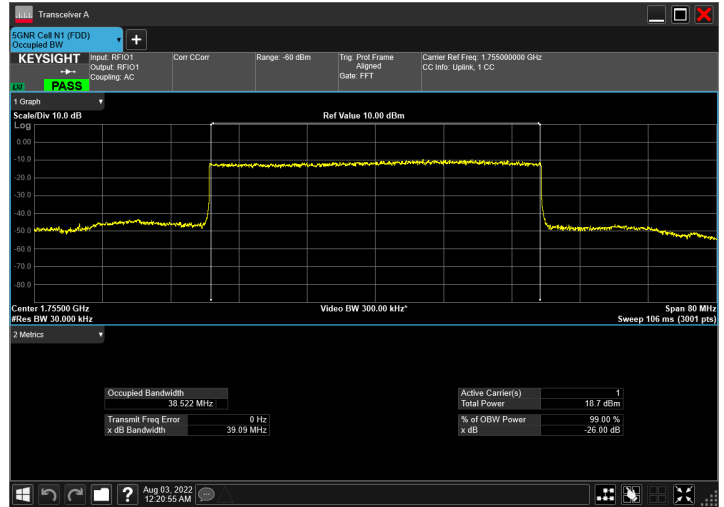 Transceiver A
5GNR Cell N1 (FDD)
Occupied BW
KEYSIGHT
LXI
PASS
Input: RFIO1
Output: RFIO1
Coupling: AC
Corr CCorr
Range: -60 dBm
Trig: Prot Frame
Aligned
Gate: FFT
Carrier Ref Freq: 1.755000000 GHz
CC Info: Uplink, 1 CC
1 Graph
Scale/Div 10.0 dB
Ref Value 10.00 dBm
Log
0.00
-10.0
-20.0
-30.0
-40.0
-50.0
-60.0
-70.0
-80.0
Center 1.75500 GHz
Video BW 300.00 kHz*
Span 80 MHz
#Res BW 30.000 kHz
Sweep 106 ms (3001 pts)
2 Metrics
Occupied Bandwidth
38.522 MHz
Transmit Freq Error 0 Hz
x dB Bandwidth 39.09 MHz
Active Carrier(s) 1
Total Power 18.7 dBm
% of OBW Power 99.00 %
x dB -26.00 dB
Aug 03, 2022
12:20:55 AM